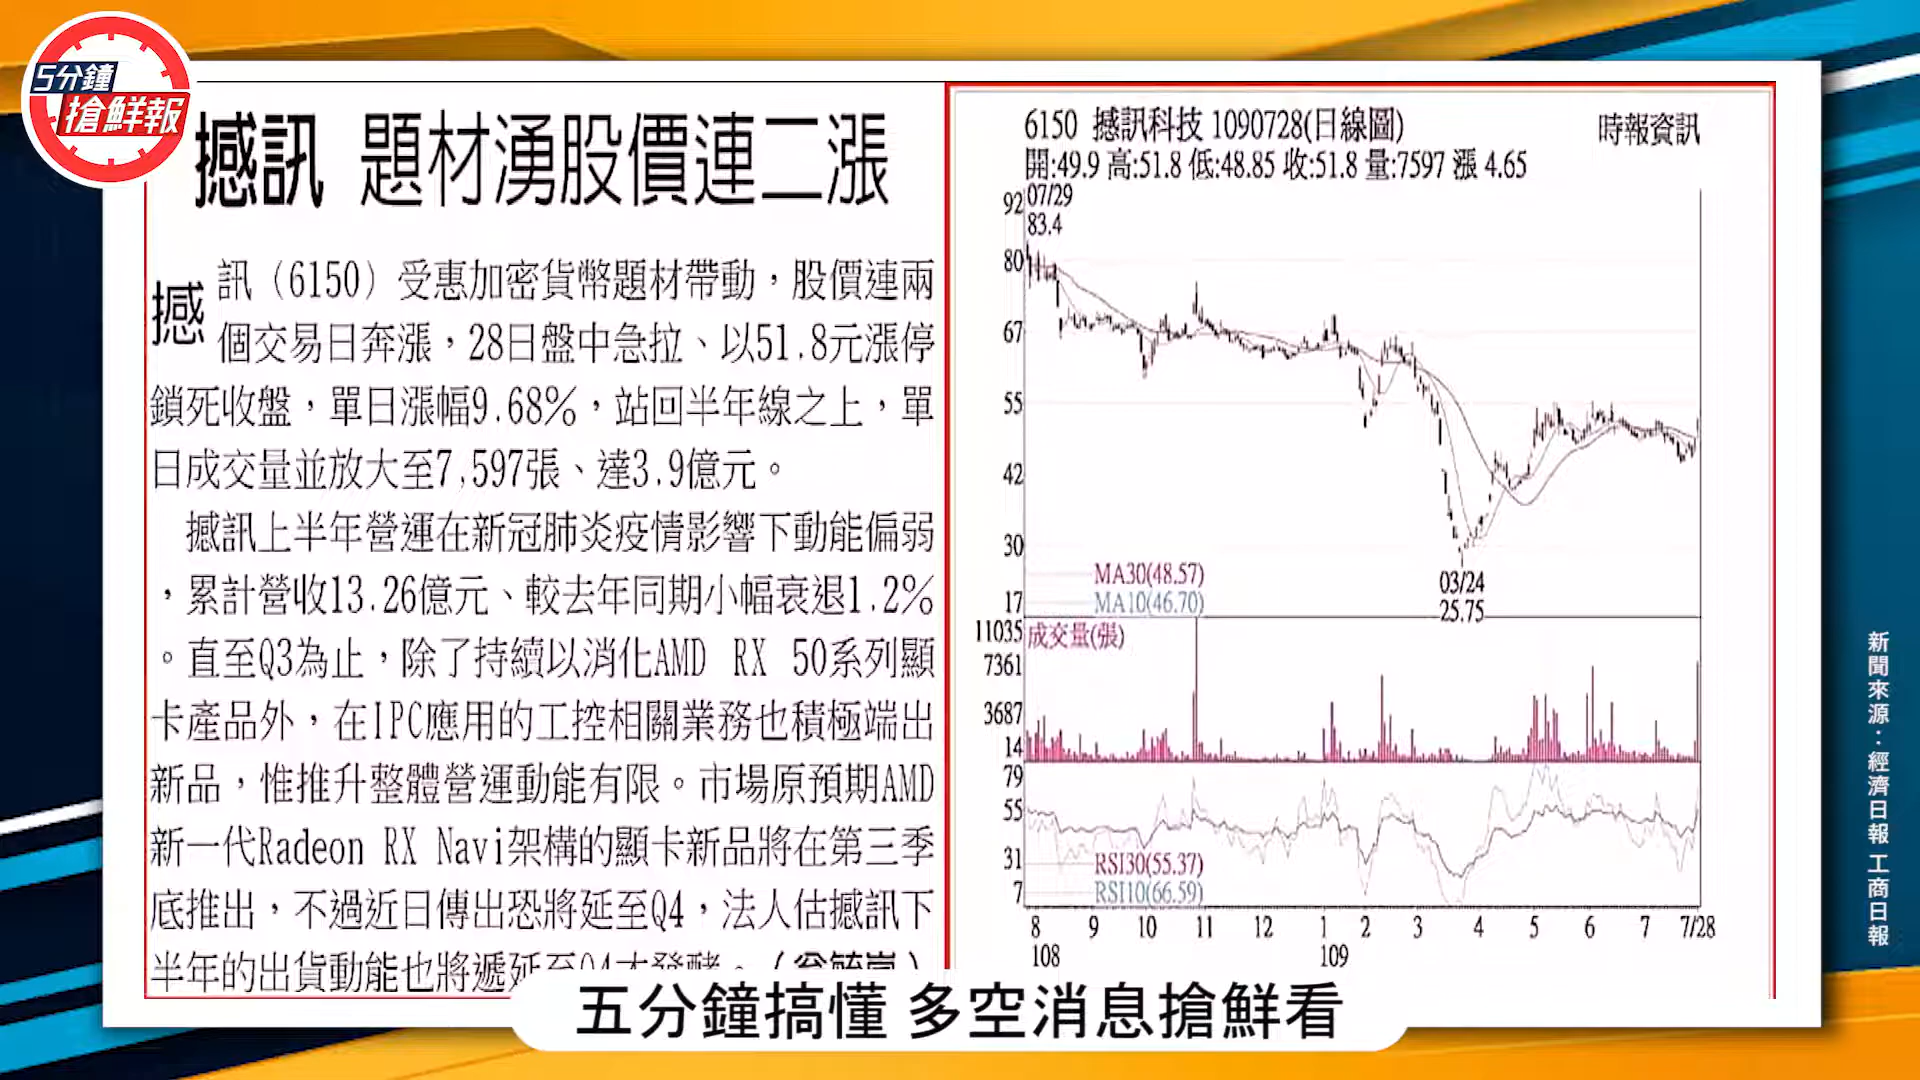 5分鐘
搶鮮報
撼訊 題材湧股價連二漲
撼訊（6150）受惠加密貨幣題材帶動，股價連兩
個交易日奔漲，28日盤中急拉、以51.8元漲停
鎖死收盤，單日漲幅9.68%，站回半年線之上，單
日成交量並放大至7,597張、達3.9億元。
撼訊上半年營運在新冠肺炎疫情影響下動能偏弱
，累計營收13.26億元、較去年同期小幅衰退1.2%
。直至Q3為止，除了持續以消化AMD RX 50系列顯
卡產品外，在IPC應用的工控相關業務也積極端出
新品，惟推升整體營運動能有限。市場原預期AMD
新一代Radeon RX Navi架構的顯卡新品將在第三季
底推出，不過近日傳出恐將延至Q4，法人估撼訊下
半年的出貨動能也將遞延至Q4才發酵。
6150 撼訊科技 1090728(日線圖)
時報資訊
開:49.9 高:51.8 低:48.85 收:51.8 量:7597 漲 4.65
07/29
83.4
92
80
67
55
42
30
17
MA30(48.57)
MA10(46.70)
03/24
25.75
成交量(張)
11035
7361
3687
14
79
55
31
7
RSI30(55.37)
RSI10(66.59)
8 9 10 11 12 1 2 3 4 5 6 7 7/28
108 109
新聞來源：經濟日報 工商日報
五分鐘搞懂 多空消息搶鮮看